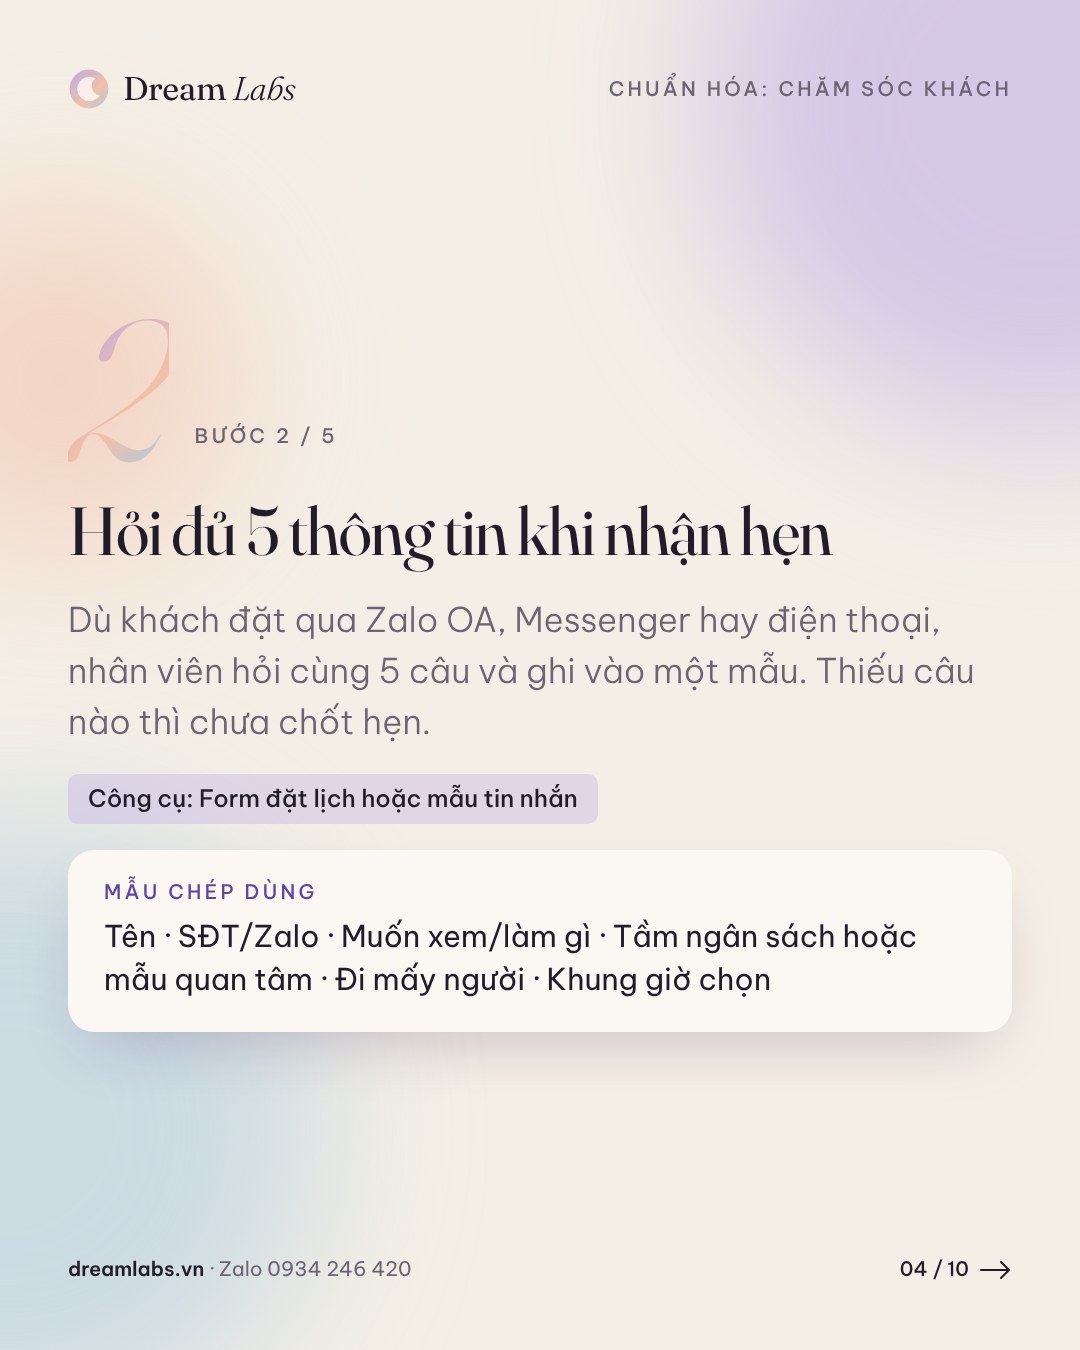 Dream Labs
CHUẨN HÓA: CHĂM SÓC KHÁCH
2
BƯỚC 2 / 5
Hỏi đủ 5 thông tin khi nhận hẹn
Dù khách đặt qua Zalo OA, Messenger hay điện thoại,
nhân viên hỏi cùng 5 câu và ghi vào một mẫu. Thiếu câu
nào thì chưa chốt hẹn.
Công cụ: Form đặt lịch hoặc mẫu tin nhắn
MẪU CHÉP DÙNG
Tên · SĐT/Zalo · Muốn xem/làm gì · Tầm ngân sách hoặc
mẫu quan tâm · Đi mấy người · Khung giờ chọn
dreamlabs.vn · Zalo 0934 246 420
04 / 10 →